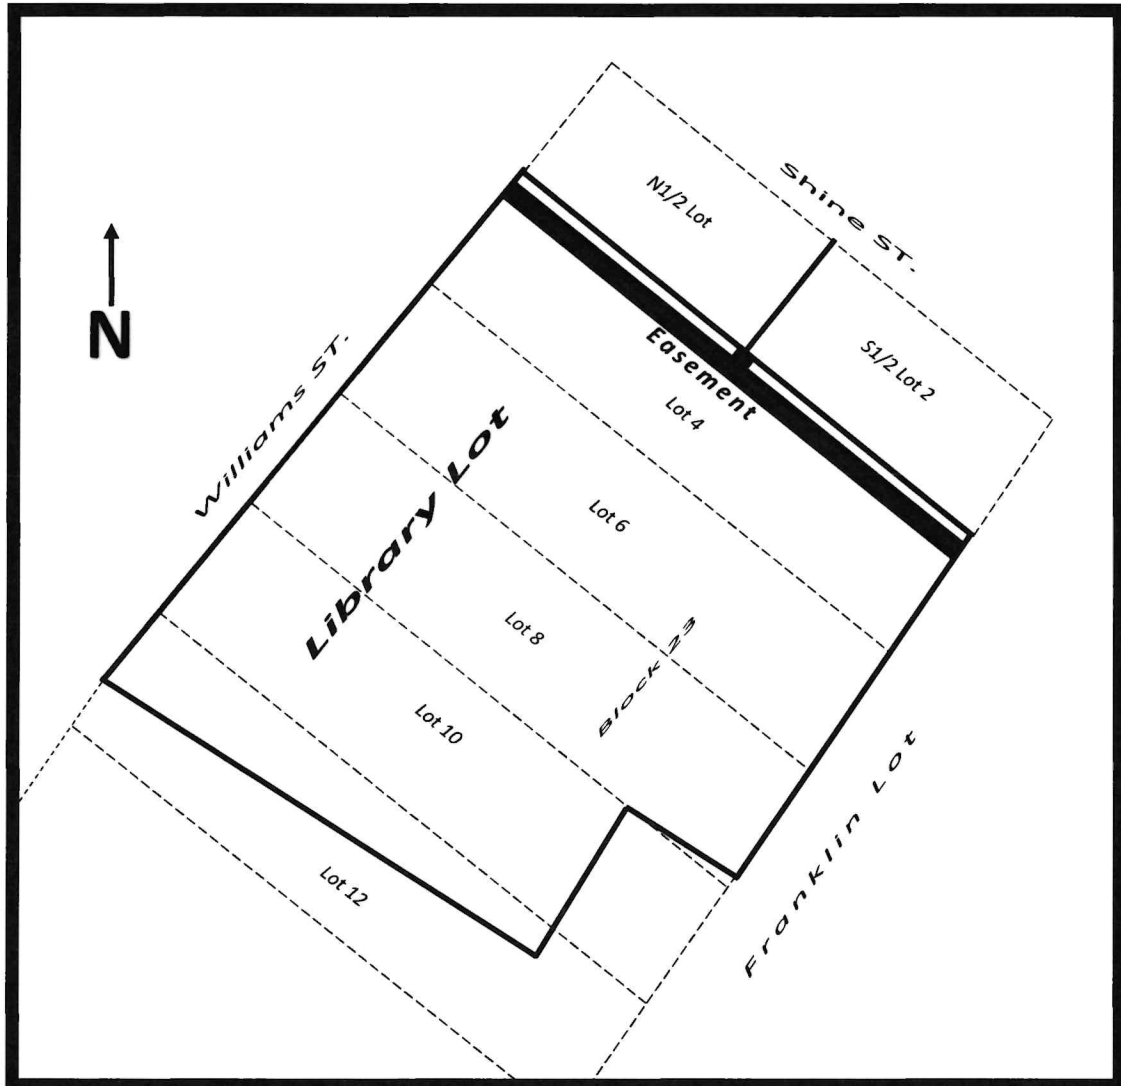 N1/2 Lot
Shine ST.
S1/2 Lot 2
N
Easement
Lot 4
Williams ST.
Library Lot
Lot 6
Lot 8
Block 23
Lot 10
Franklin Lot
Lot 12